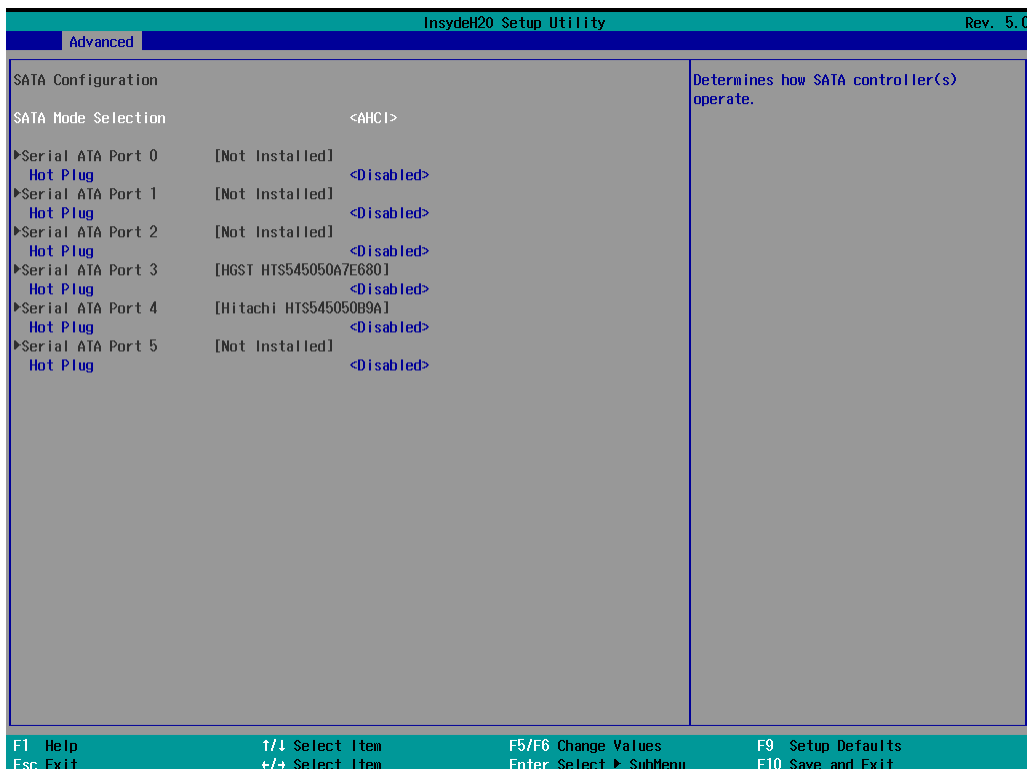 InsydeH20 Setup Utility Rev. 5.0
Advanced
SATA Configuration
SATA Mode Selection <AHCI>
▶Serial ATA Port 0 [Not Installed]
Hot Plug <Disabled>
▶Serial ATA Port 1 [Not Installed]
Hot Plug <Disabled>
▶Serial ATA Port 2 [Not Installed]
Hot Plug <Disabled>
▶Serial ATA Port 3 [HGST HTS545050A7E680]
Hot Plug <Disabled>
▶Serial ATA Port 4 [Hitachi HTS545050B9A]
Hot Plug <Disabled>
▶Serial ATA Port 5 [Not Installed]
Hot Plug <Disabled>
Determines how SATA controller(s)
operate.
F1 Help ↑/↓ Select Item F5/F6 Change Values F9 Setup Defaults
Esc Exit ←/→ Select Item Enter Select ▶ SubMenu F10 Save and Exit